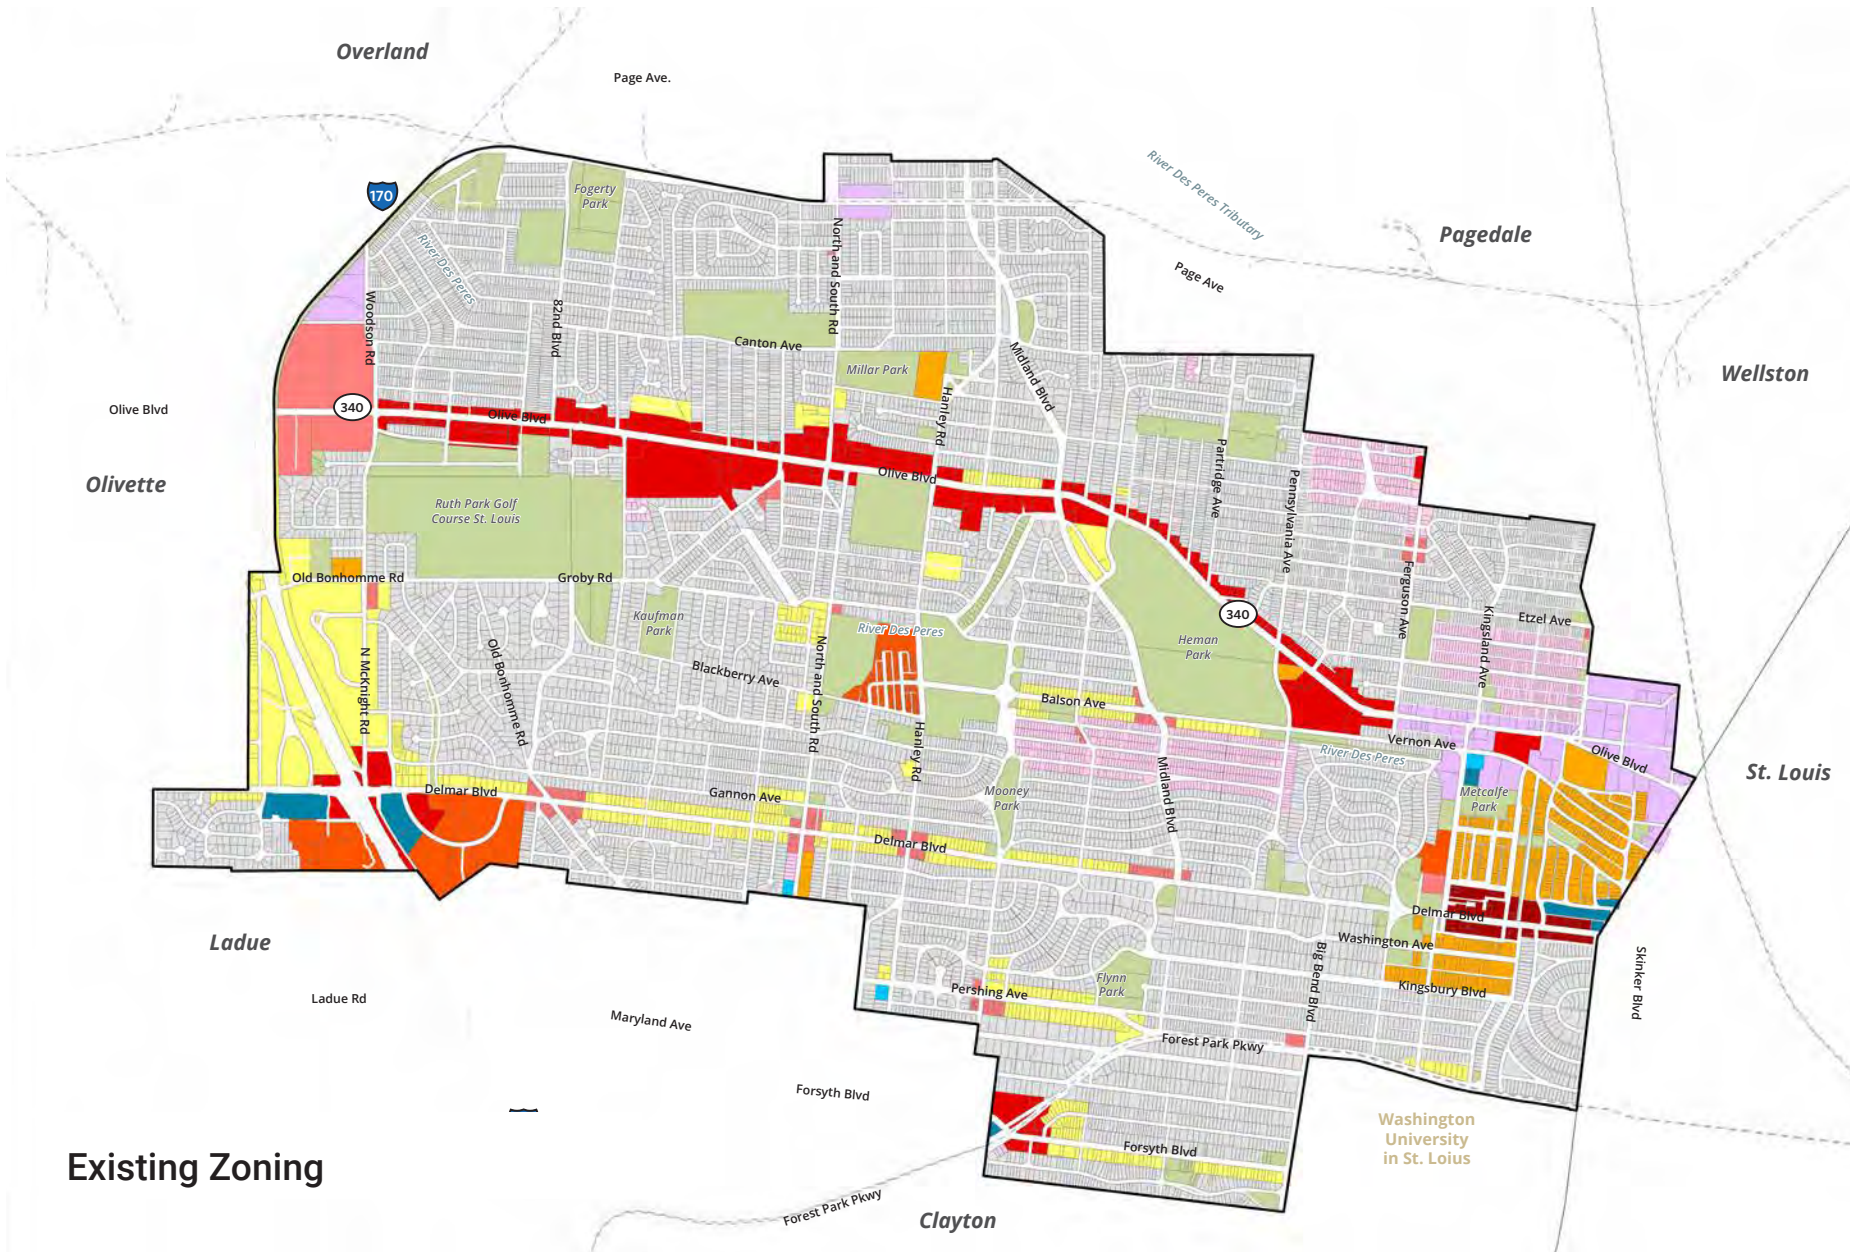 Overland
Page Ave.
River Des Peres Tributary
170
Fogerty
Park
Pagedale
River Des Peres
North and South Rd
Page Ave
Woodson Rd
82nd Blvd
Canton Ave
Midland Blvd
Millar Park
Wellston
Olive Blvd
340
Olive Blvd
Hanley Rd
Partridge Ave
Pennsylvania Ave
Olivette
Olive Blvd
Ruth Park Golf
Course St. Louis
Old Bonhomme Rd
Groby Rd
Ferguson Ave
Kaufman
Park
River Des Peres
340
Etzel Ave
Kingsland Ave
Heman
Park
N McKnight Rd
Old Bonhomme Rd
Blackberry Ave
North and South Rd
Balson Ave
Hanley Rd
Vernon Ave
River Des Peres
Olive Blvd
St. Louis
Delmar Blvd
Gannon Ave
Mooney
Park
Midland Blvd
Metcalfe
Park
Delmar Blvd
Delmar Blvd
Ladue
Washington Ave
Big Bend Blvd
Skinker Blvd
Ladue Rd
Pershing Ave
Flynn
Park
Kingsbury Blvd
Maryland Ave
Forest Park Pkwy
Forsyth Blvd
Washington
University
in St. Loius
Forsyth Blvd
Existing Zoning
Forest Park Pkwy
Clayton